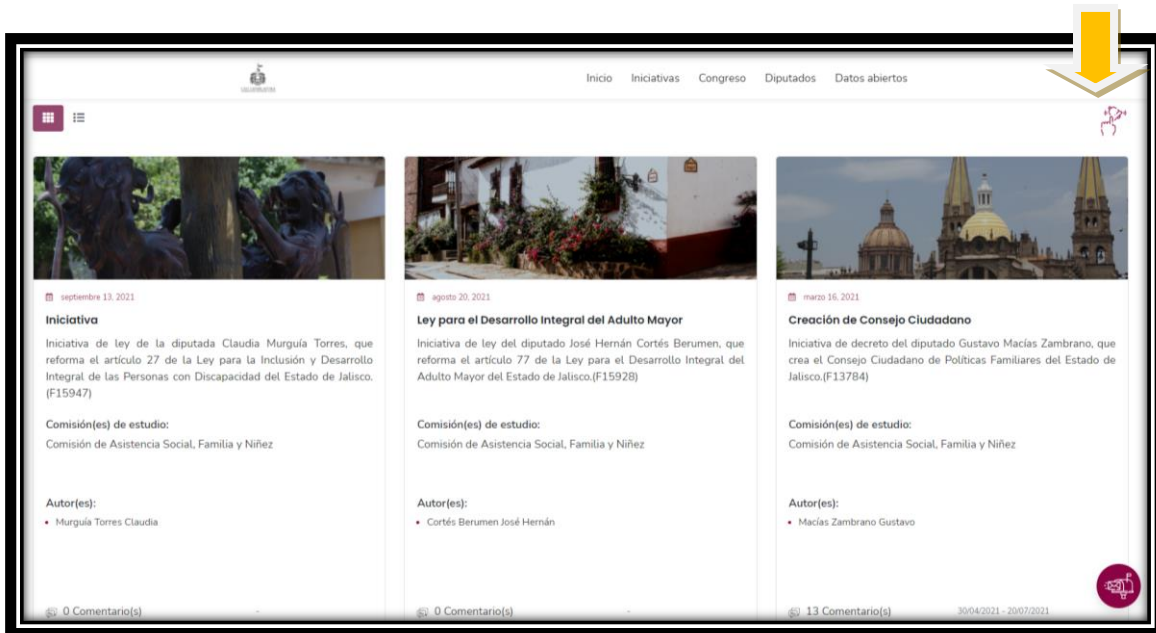 Inicio Iniciativas Congreso Diputados Datos abiertos
septiembre 13, 2021
Iniciativa
Iniciativa de ley de la diputada Claudia Murguía Torres, que
reforma el artículo 27 de la Ley para la Inclusión y Desarrollo
Integral de las Personas con Discapacidad del Estado de Jalisco.
(F15947)
Comisión(es) de estudio:
Comisión de Asistencia Social, Familia y Niñez
Autor(es):
• Murguía Torres Claudia
0 Comentario(s) -
agosto 20, 2021
Ley para el Desarrollo Integral del Adulto Mayor
Iniciativa de ley del diputado José Hernán Cortés Berumen, que
reforma el artículo 77 de la Ley para el Desarrollo Integral del
Adulto Mayor del Estado de Jalisco.(F15928)
Comisión(es) de estudio:
Comisión de Asistencia Social, Familia y Niñez
Autor(es):
• Cortés Berumen José Hernán
0 Comentario(s) -
marzo 16, 2021
Creación de Consejo Ciudadano
Iniciativa de decreto del diputado Gustavo Macías Zambrano, que
crea el Consejo Ciudadano de Políticas Familiares del Estado de
Jalisco.(F13784)
Comisión(es) de estudio:
Comisión de Asistencia Social, Familia y Niñez
Autor(es):
• Macías Zambrano Gustavo
13 Comentario(s) 30/04/2021 - 20/07/2021